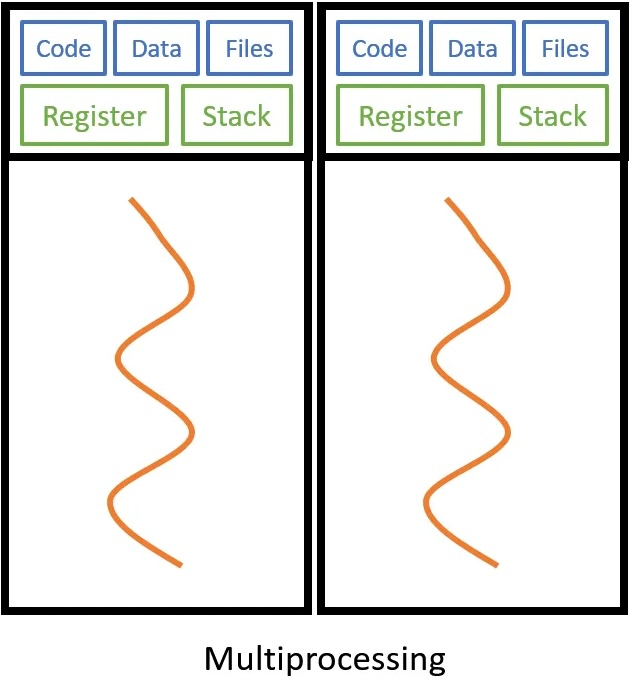 Code Data Files Code Data Files
Register Stack Register Stack
Multiprocessing